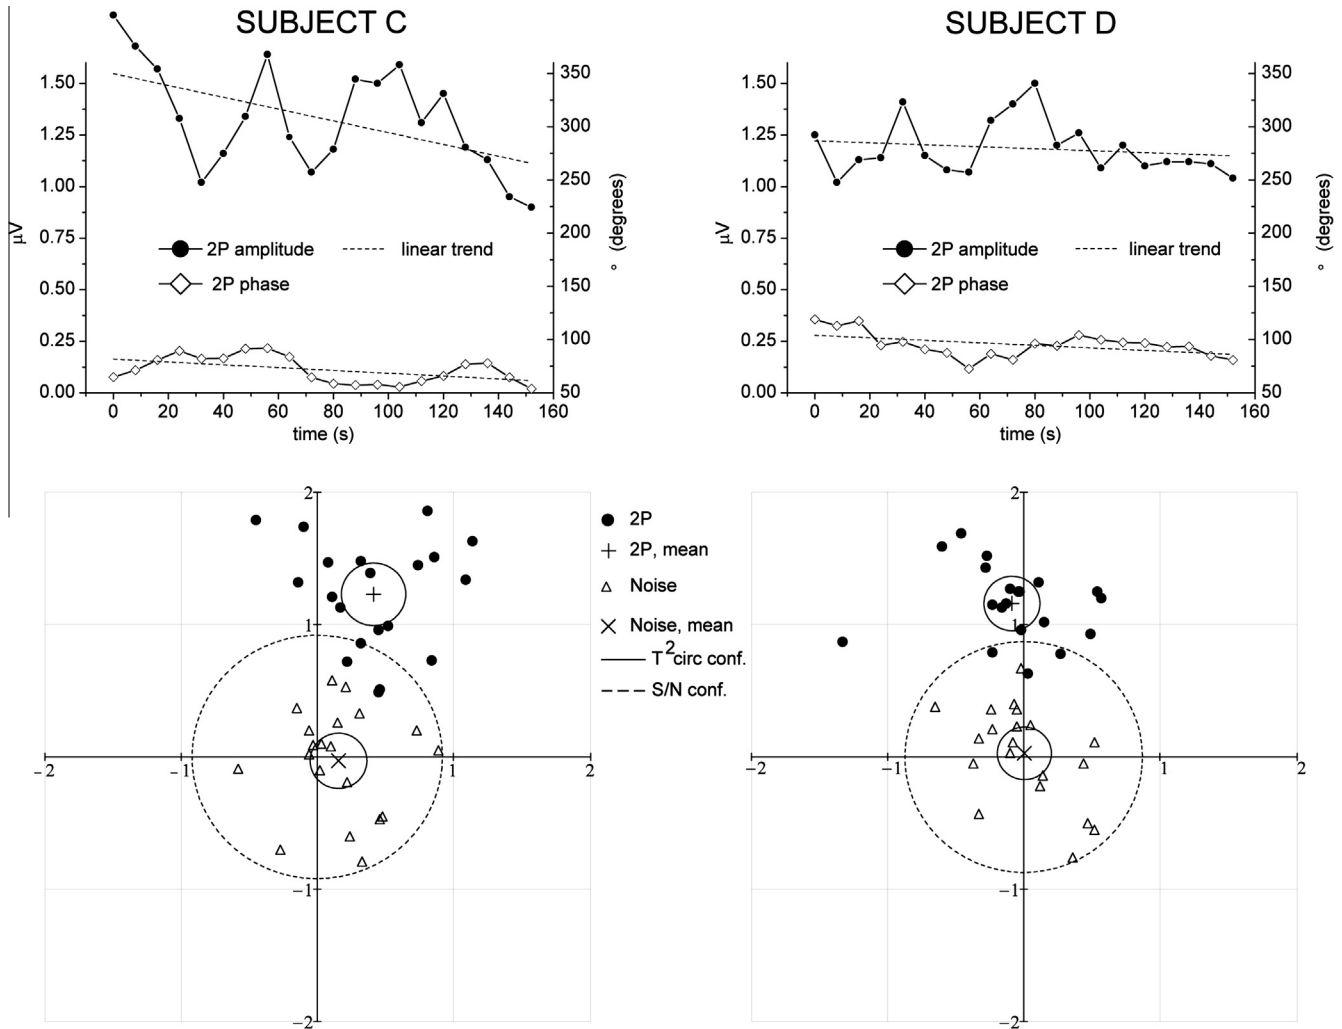 SUBJECT C
1.50
1.25
1.00
0.75
0.50
0.25
0.00
µV
350
300
250
200
150
100
50
° (degrees)
2P amplitude linear trend
2P phase
0 20 40 60 80 100 120 140 160
time (s)
SUBJECT D
1.50
1.25
1.00
0.75
0.50
0.25
0.00
µV
350
300
250
200
150
100
50
° (degrees)
2P amplitude linear trend
2P phase
0 20 40 60 80 100 120 140 160
time (s)
2
1
−2 −1 1 2
−1
−2
2P
2P, mean
Noise
Noise, mean
T²circ conf.
S/N conf.
2
1
−2 −1 1 2
−1
−2